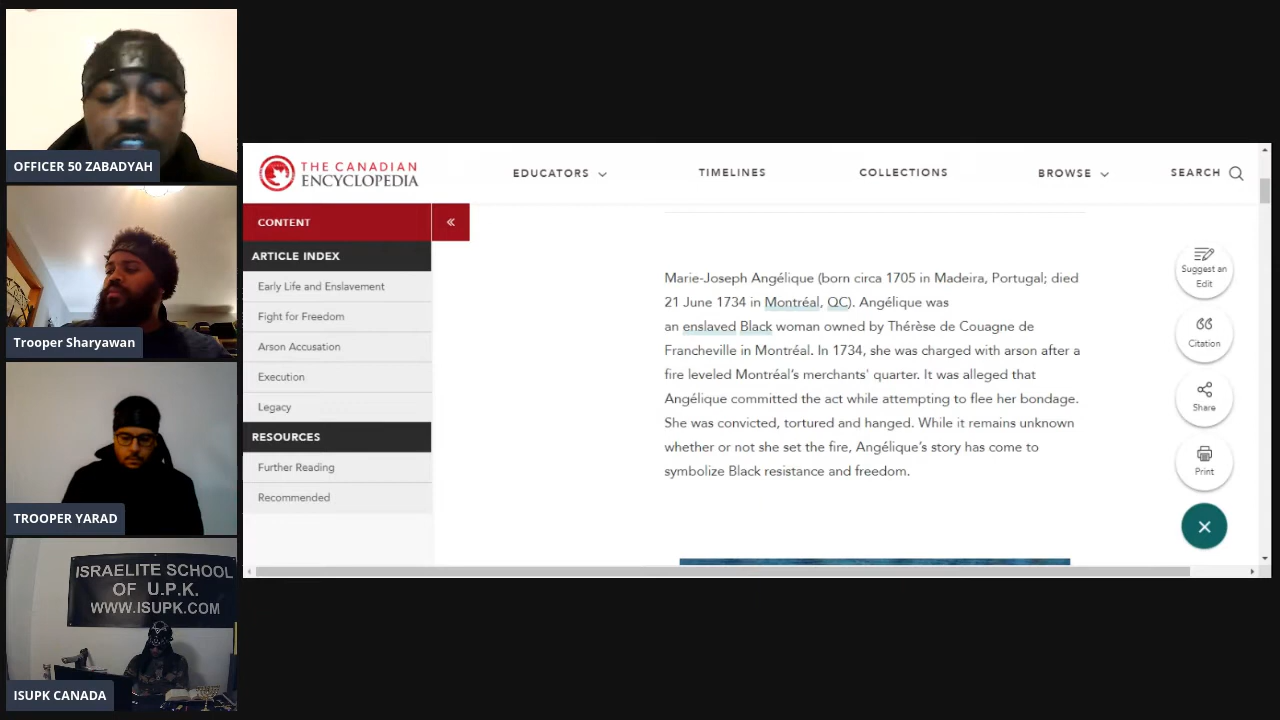 OFFICER 50 ZABADYAH
Trooper Sharyawan
TROOPER YARAD
ISRAELITE SCHOOL
OF U.P.K.
WWW.ISUPK.COM
ISUPK CANADA
THE CANADIAN
ENCYCLOPEDIA
EDUCATORS
TIMELINES
COLLECTIONS
BROWSE
SEARCH
CONTENT
«
ARTICLE INDEX
Early Life and Enslavement
Fight for Freedom
Arson Accusation
Execution
Legacy
RESOURCES
Further Reading
Recommended
Marie-Joseph Angélique (born circa 1705 in Madeira, Portugal; died
21 June 1734 in Montréal, QC). Angélique was
an enslaved Black woman owned by Thérèse de Couagne de
Francheville in Montréal. In 1734, she was charged with arson after a
fire leveled Montréal's merchants' quarter. It was alleged that
Angélique committed the act while attempting to flee her bondage.
She was convicted, tortured and hanged. While it remains unknown
whether or not she set the fire, Angélique's story has come to
symbolize Black resistance and freedom.
Suggest an
Edit
Citation
Share
Print